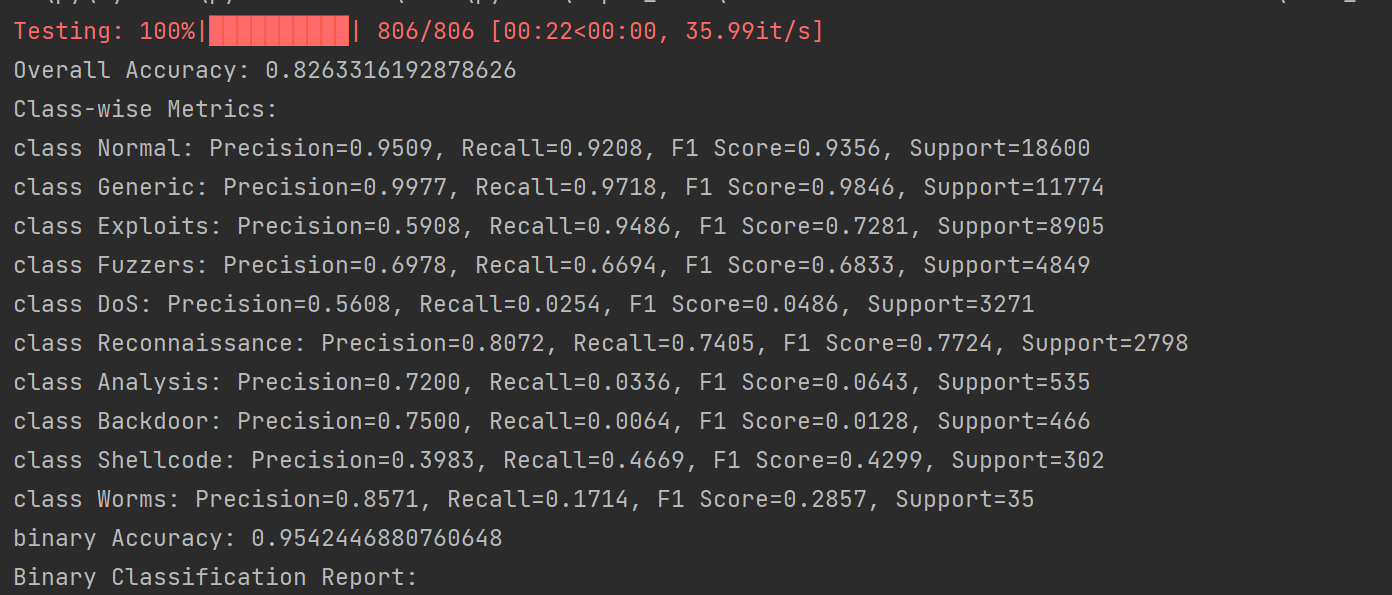 Testing: 100%|██████████| 806/806 [00:22<00:00, 35.99it/s]
Overall Accuracy: 0.8263316192878626
Class-wise Metrics:
class Normal: Precision=0.9509, Recall=0.9208, F1 Score=0.9356, Support=18600
class Generic: Precision=0.9977, Recall=0.9718, F1 Score=0.9846, Support=11774
class Exploits: Precision=0.5908, Recall=0.9486, F1 Score=0.7281, Support=8905
class Fuzzers: Precision=0.6978, Recall=0.6694, F1 Score=0.6833, Support=4849
class DoS: Precision=0.5608, Recall=0.0254, F1 Score=0.0486, Support=3271
class Reconnaissance: Precision=0.8072, Recall=0.7405, F1 Score=0.7724, Support=2798
class Analysis: Precision=0.7200, Recall=0.0336, F1 Score=0.0643, Support=535
class Backdoor: Precision=0.7500, Recall=0.0064, F1 Score=0.0128, Support=466
class Shellcode: Precision=0.3983, Recall=0.4669, F1 Score=0.4299, Support=302
class Worms: Precision=0.8571, Recall=0.1714, F1 Score=0.2857, Support=35
binary Accuracy: 0.9542446880760648
Binary Classification Report: